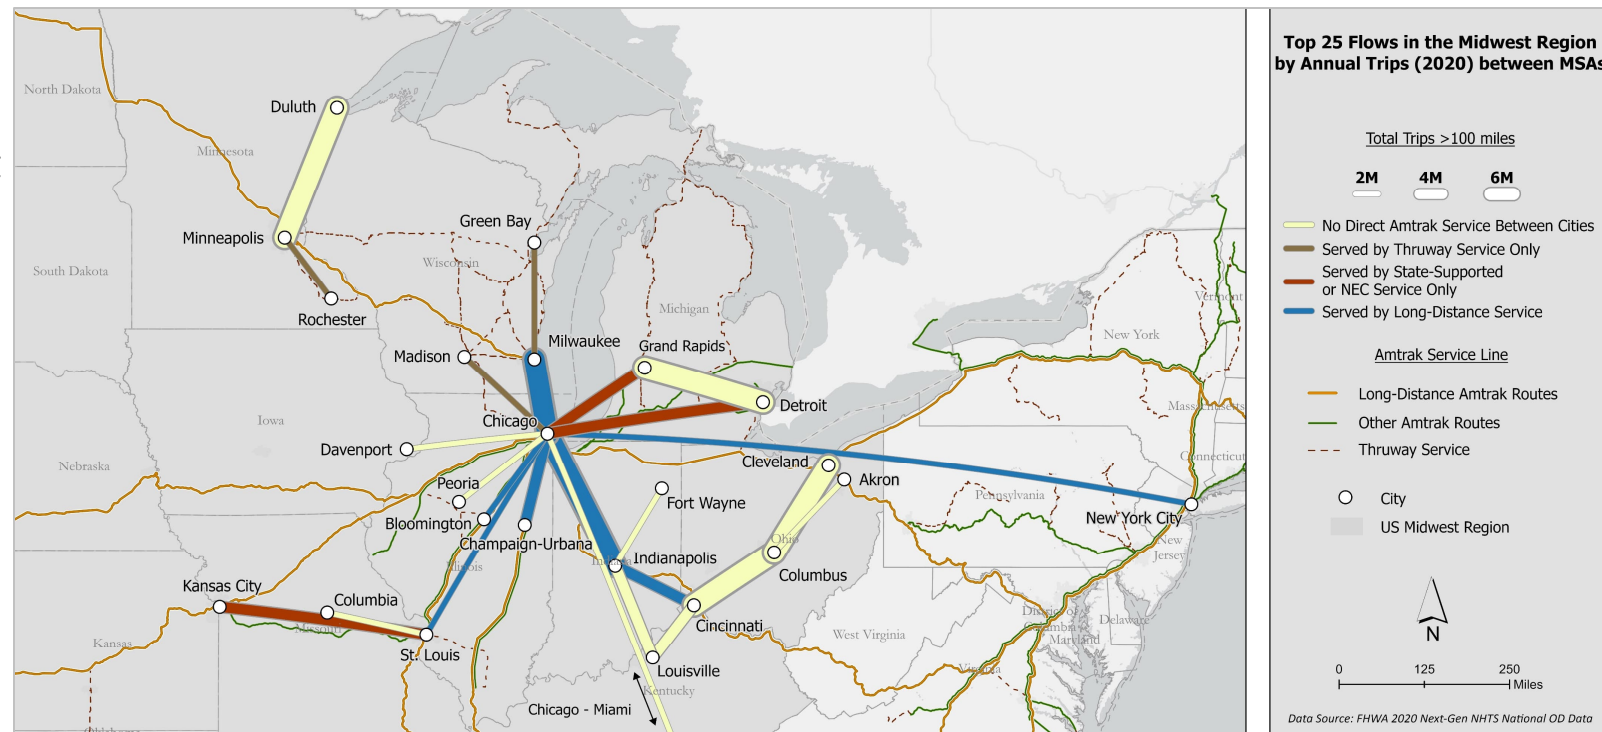 North Dakota
Duluth
Minnesota
Green Bay
Minneapolis
Wisconsin
South Dakota
Vermont
Michigan
Rochester
New York
Milwaukee
Grand Rapids
Madison
Massachusetts
Detroit
Chicago
Iowa
Davenport
Connecticut
Cleveland
Nebraska
Akron
Peoria
Pennsylvania
Fort Wayne
New York City
Bloomington
Champaign-Urbana
Ohio
New
Jersey
Indiana
Indianapolis
Illinois
Columbus
Kansas City
Columbia
District of
Columbia
Delaware
Cincinnati
Missouri
West Virginia
Maryland
Kansas
St. Louis
Louisville
Virginia
Kentucky
Chicago - Miami
Oklahoma
Top 25 Flows in the Midwest Region
by Annual Trips (2020) between MSAs
Total Trips >100 miles
2M 4M 6M
No Direct Amtrak Service Between Cities
Served by Thruway Service Only
Served by State-Supported
or NEC Service Only
Served by Long-Distance Service
Amtrak Service Line
Long-Distance Amtrak Routes
Other Amtrak Routes
Thruway Service
City
US Midwest Region
N
0 125 250
Miles
Data Source: FHWA 2020 Next-Gen NHTS National OD Data